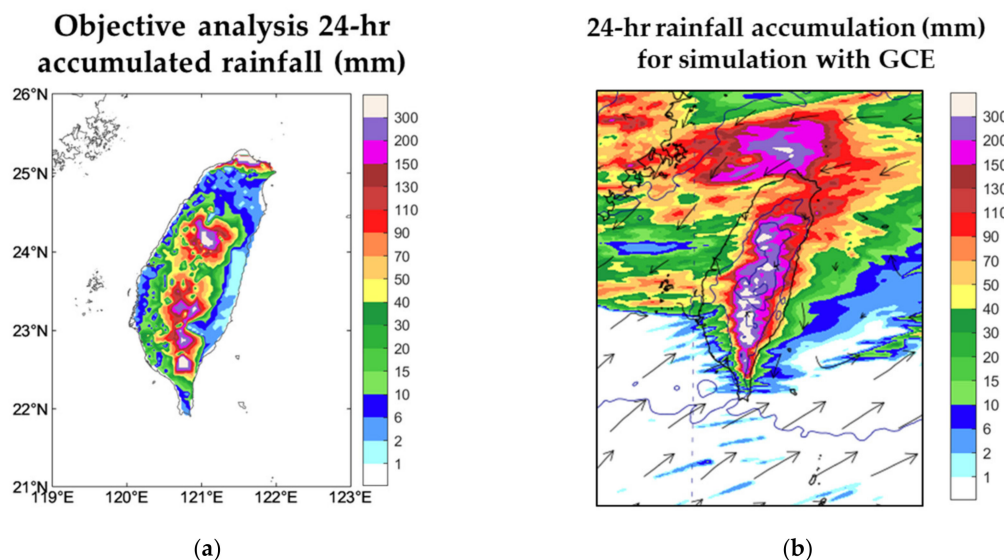 Objective analysis 24-hr
accumulated rainfall (mm)
26°N
25°N
24°N
23°N
22°N
21°N
119°E
120°E
121°E
122°E
123°E
300
200
150
130
110
90
70
50
40
30
20
15
10
6
2
1
(a)
24-hr rainfall accumulation (mm)
for simulation with GCE
300
200
150
130
110
90
70
50
40
30
20
15
10
6
2
1
(b)